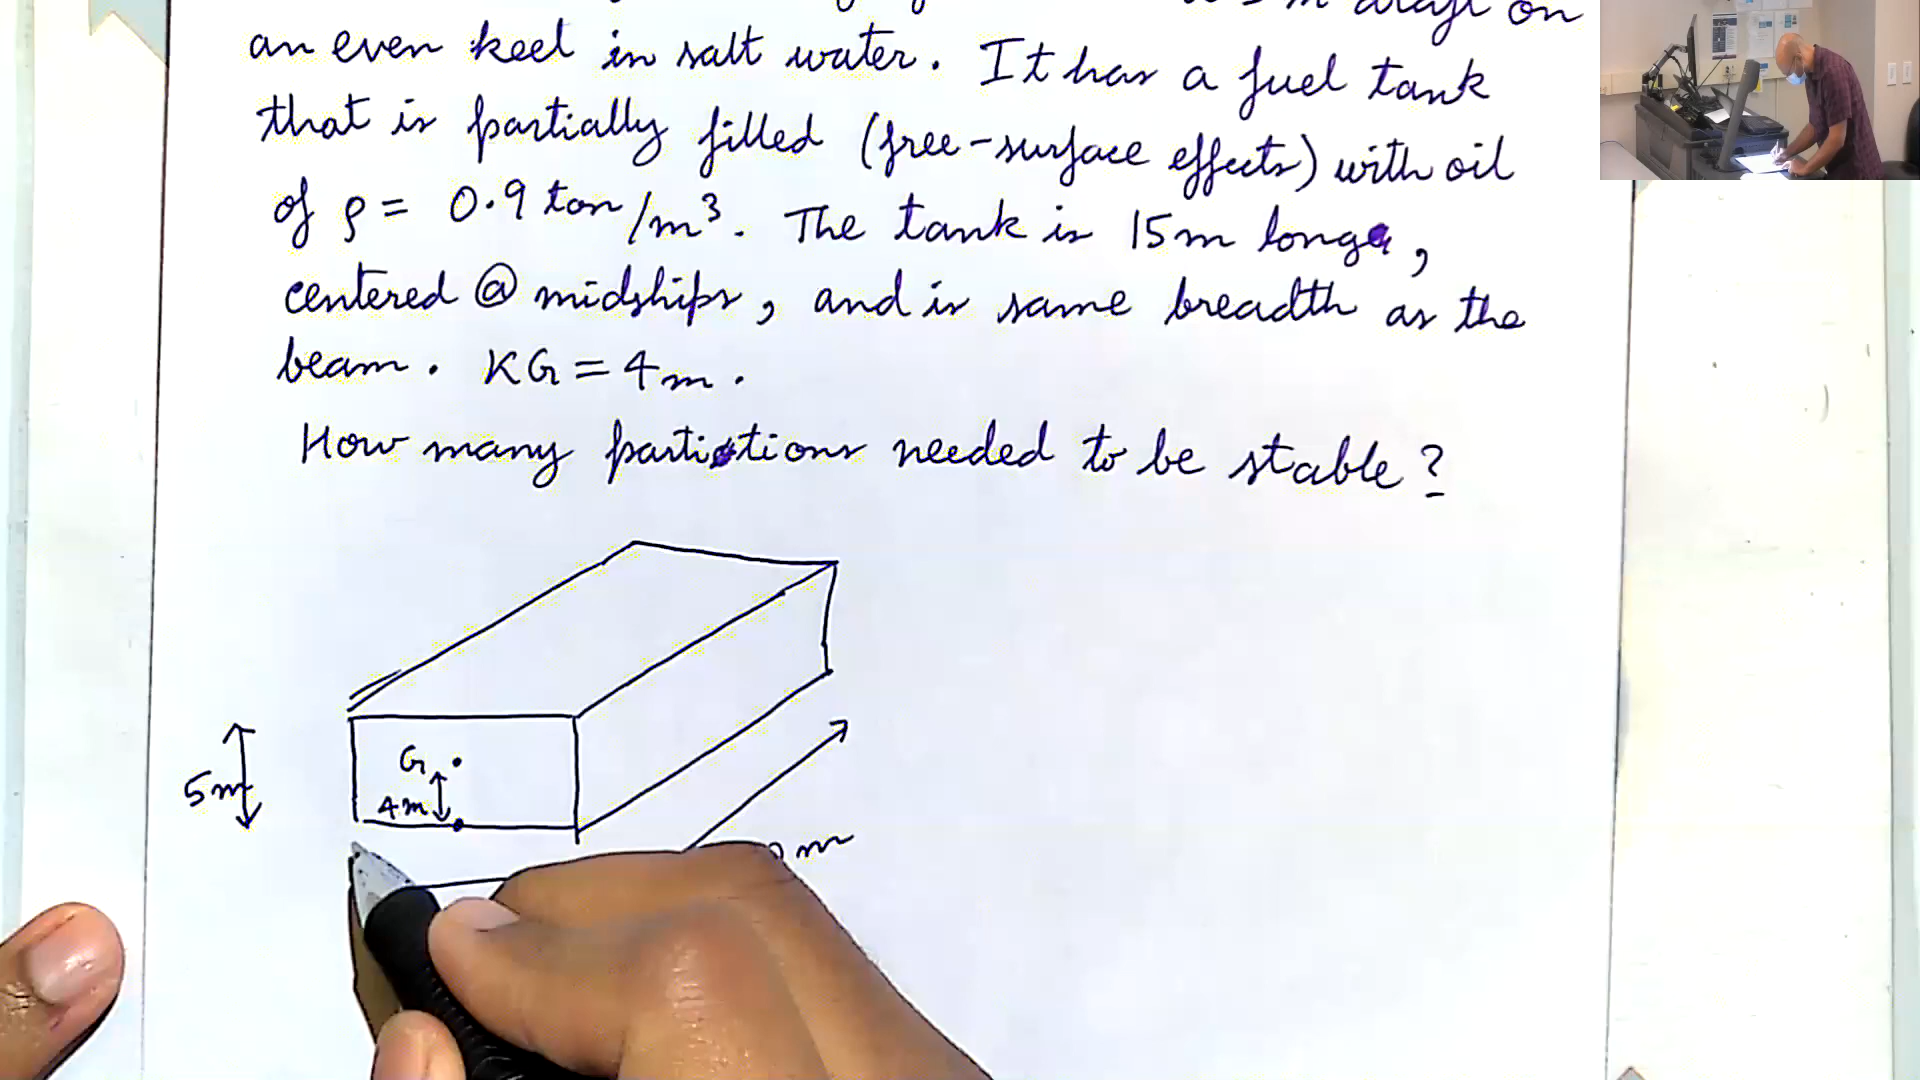 m draft on
an even keel in salt water. It has a fuel tank
that is partially filled (free-surface effects) with oil
of ρ = 0.9 ton/m³. The tank is 15m long,
centered @ midships, and is same breadth as the
beam. KG = 4m.
How many partitions needed to be stable?
G
5m
4m
m